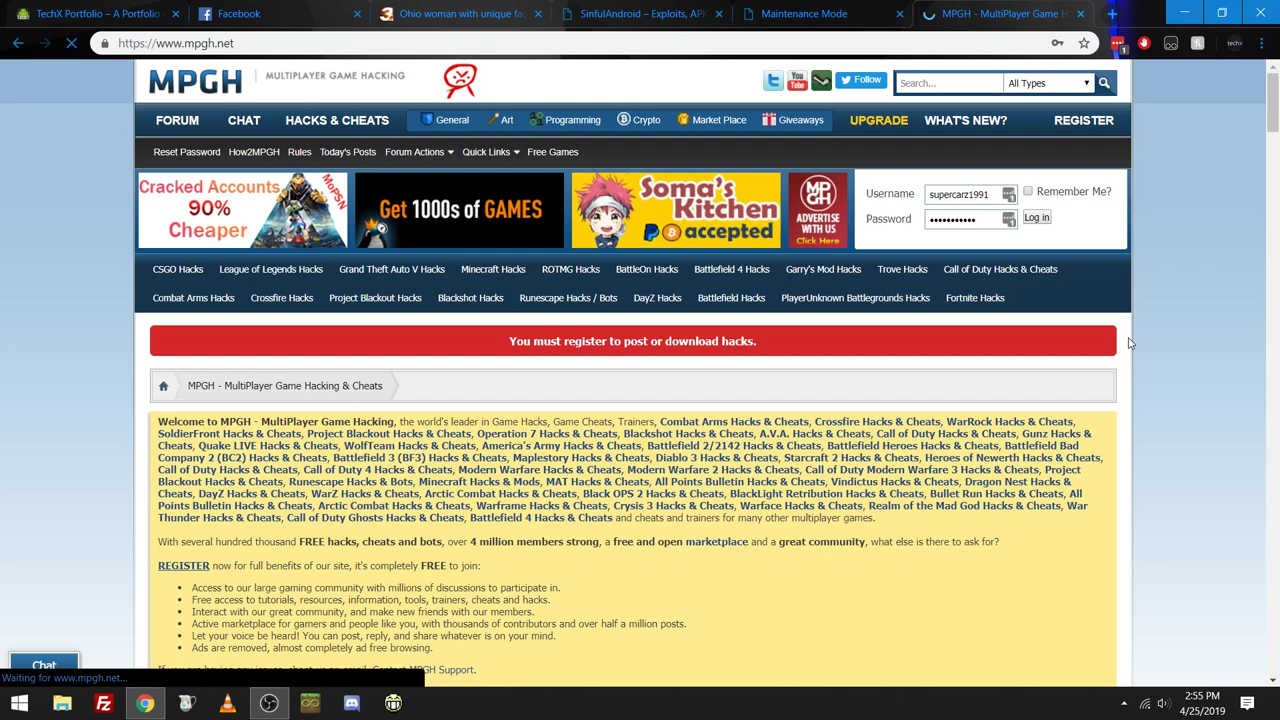 TechX Portfolio – A Portfolio
Facebook
Ohio woman with unique fac
SinfulAndroid – Exploits, APK
Maintenance Mode
MPGH - MultiPlayer Game H
https://www.mpgh.net
1
techx
MPGH MULTIPLAYER GAME HACKING
You Tube
Follow
Search...
All Types
FORUM CHAT HACKS & CHEATS General Art Programming Crypto Market Place Giveaways UPGRADE WHAT'S NEW? REGISTER
Reset Password How2MPGH Rules Today's Posts Forum Actions Quick Links Free Games
Cracked Accounts
90%
Cheaper
MoPSN
Get 1000s of GAMES
Soma's
Kitchen
accepted
MP
GH
ADVERTISE
WITH US
Click Here
Username supercarz1991 Remember Me?
Password ••••••••••• Log in
CSGO Hacks League of Legends Hacks Grand Theft Auto V Hacks Minecraft Hacks ROTMG Hacks BattleOn Hacks Battlefield 4 Hacks Garry's Mod Hacks Trove Hacks Call of Duty Hacks & Cheats
Combat Arms Hacks Crossfire Hacks Project Blackout Hacks Blackshot Hacks Runescape Hacks / Bots DayZ Hacks Battlefield Hacks PlayerUnknown Battlegrounds Hacks Fortnite Hacks
You must register to post or download hacks.
MPGH - MultiPlayer Game Hacking & Cheats
Welcome to MPGH - MultiPlayer Game Hacking, the world's leader in Game Hacks, Game Cheats, Trainers, Combat Arms Hacks & Cheats, Crossfire Hacks & Cheats, WarRock Hacks & Cheats,
SoldierFront Hacks & Cheats, Project Blackout Hacks & Cheats, Operation 7 Hacks & Cheats, Blackshot Hacks & Cheats, A.V.A. Hacks & Cheats, Call of Duty Hacks & Cheats, Gunz Hacks &
Cheats, Quake LIVE Hacks & Cheats, WolfTeam Hacks & Cheats, America's Army Hacks & Cheats, Battlefield 2/2142 Hacks & Cheats, Battlefield Heroes Hacks & Cheats, Battlefield Bad
Company 2 (BC2) Hacks & Cheats, Battlefield 3 (BF3) Hacks & Cheats, Maplestory Hacks & Cheats, Diablo 3 Hacks & Cheats, Starcraft 2 Hacks & Cheats, Heroes of Newerth Hacks & Cheats,
Call of Duty Hacks & Cheats, Call of Duty 4 Hacks & Cheats, Modern Warfare Hacks & Cheats, Modern Warfare 2 Hacks & Cheats, Call of Duty Modern Warfare 3 Hacks & Cheats, Project
Blackout Hacks & Cheats, Runescape Hacks & Bots, Minecraft Hacks & Mods, MAT Hacks & Cheats, All Points Bulletin Hacks & Cheats, Vindictus Hacks & Cheats, Dragon Nest Hacks &
Cheats, DayZ Hacks & Cheats, WarZ Hacks & Cheats, Arctic Combat Hacks & Cheats, Black OPS 2 Hacks & Cheats, BlackLight Retribution Hacks & Cheats, Bullet Run Hacks & Cheats, All
Points Bulletin Hacks & Cheats, Arctic Combat Hacks & Cheats, Warframe Hacks & Cheats, Crysis 3 Hacks & Cheats, Warface Hacks & Cheats, Realm of the Mad God Hacks & Cheats, War
Thunder Hacks & Cheats, Call of Duty Ghosts Hacks & Cheats, Battlefield 4 Hacks & Cheats and cheats and trainers for many other multiplayer games.
With several hundred thousand FREE hacks, cheats and bots, over 4 million members strong, a free and open marketplace and a great community, what else is there to ask for?
REGISTER now for full benefits of our site, it's completely FREE to join:
• Access to our large gaming community with millions of discussions to participate in.
• Free access to tutorials, resources, information, tools, trainers, cheats and hacks.
• Interact with our great community, and make new friends with our members.
• Active marketplace for gamers and people like you, with thousands of contributors and over half a million posts.
• Let your voice be heard! You can post, reply, and share whatever is on your mind.
• Ads are removed, almost completely ad free browsing.
Chat
MPGH Support.
Waiting for www.mpgh.net...
2:55 PM
4/25/2019